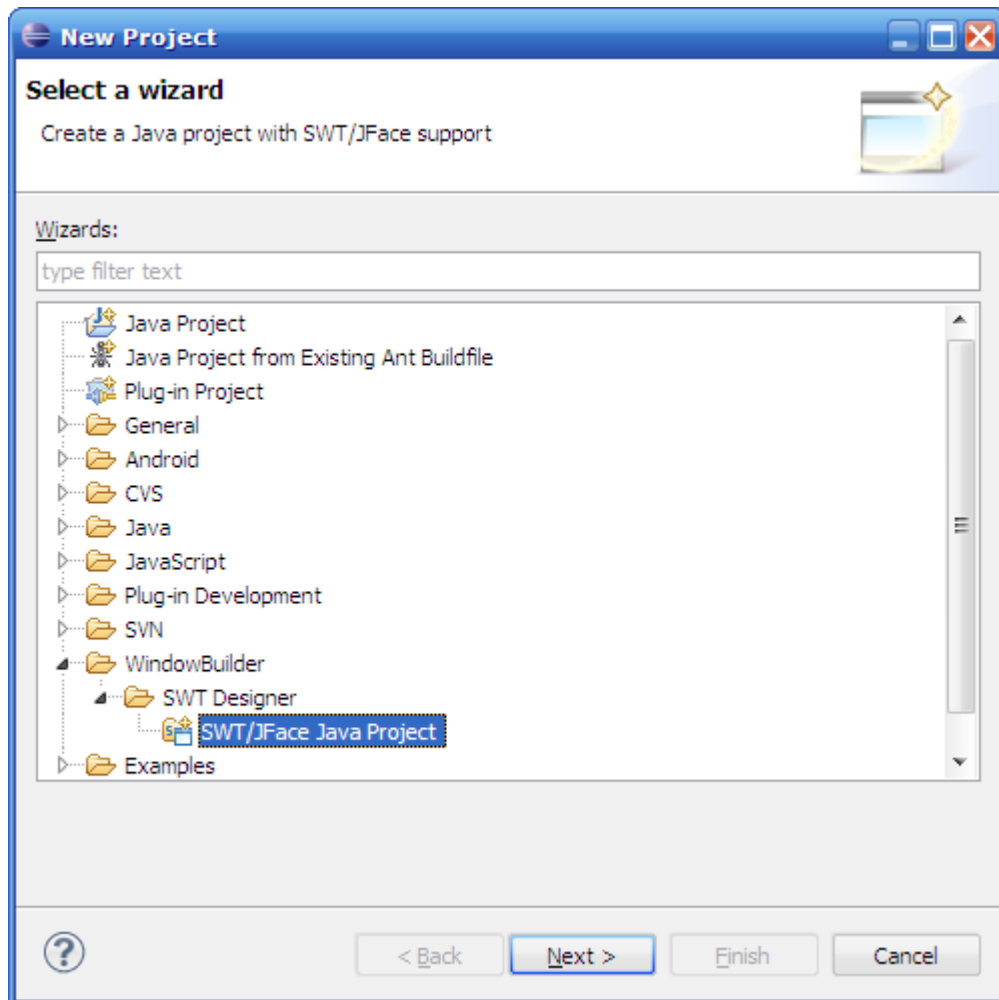 New Project
Select a wizard
Create a Java project with SWT/JFace support
Wizards:
type filter text
Java Project
Java Project from Existing Ant Buildfile
Plug-in Project
General
Android
CVS
Java
JavaScript
Plug-in Development
SVN
WindowBuilder
SWT Designer
SWT/JFace Java Project
Examples
? < Back Next > Finish Cancel